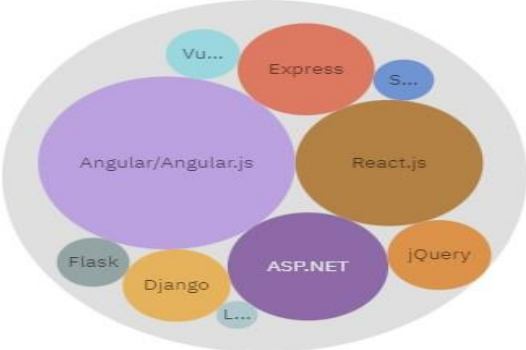 Vu...
Express
S...
Angular/Angular.js
React.js
Flask
Django
ASP.NET
jQuery
L...